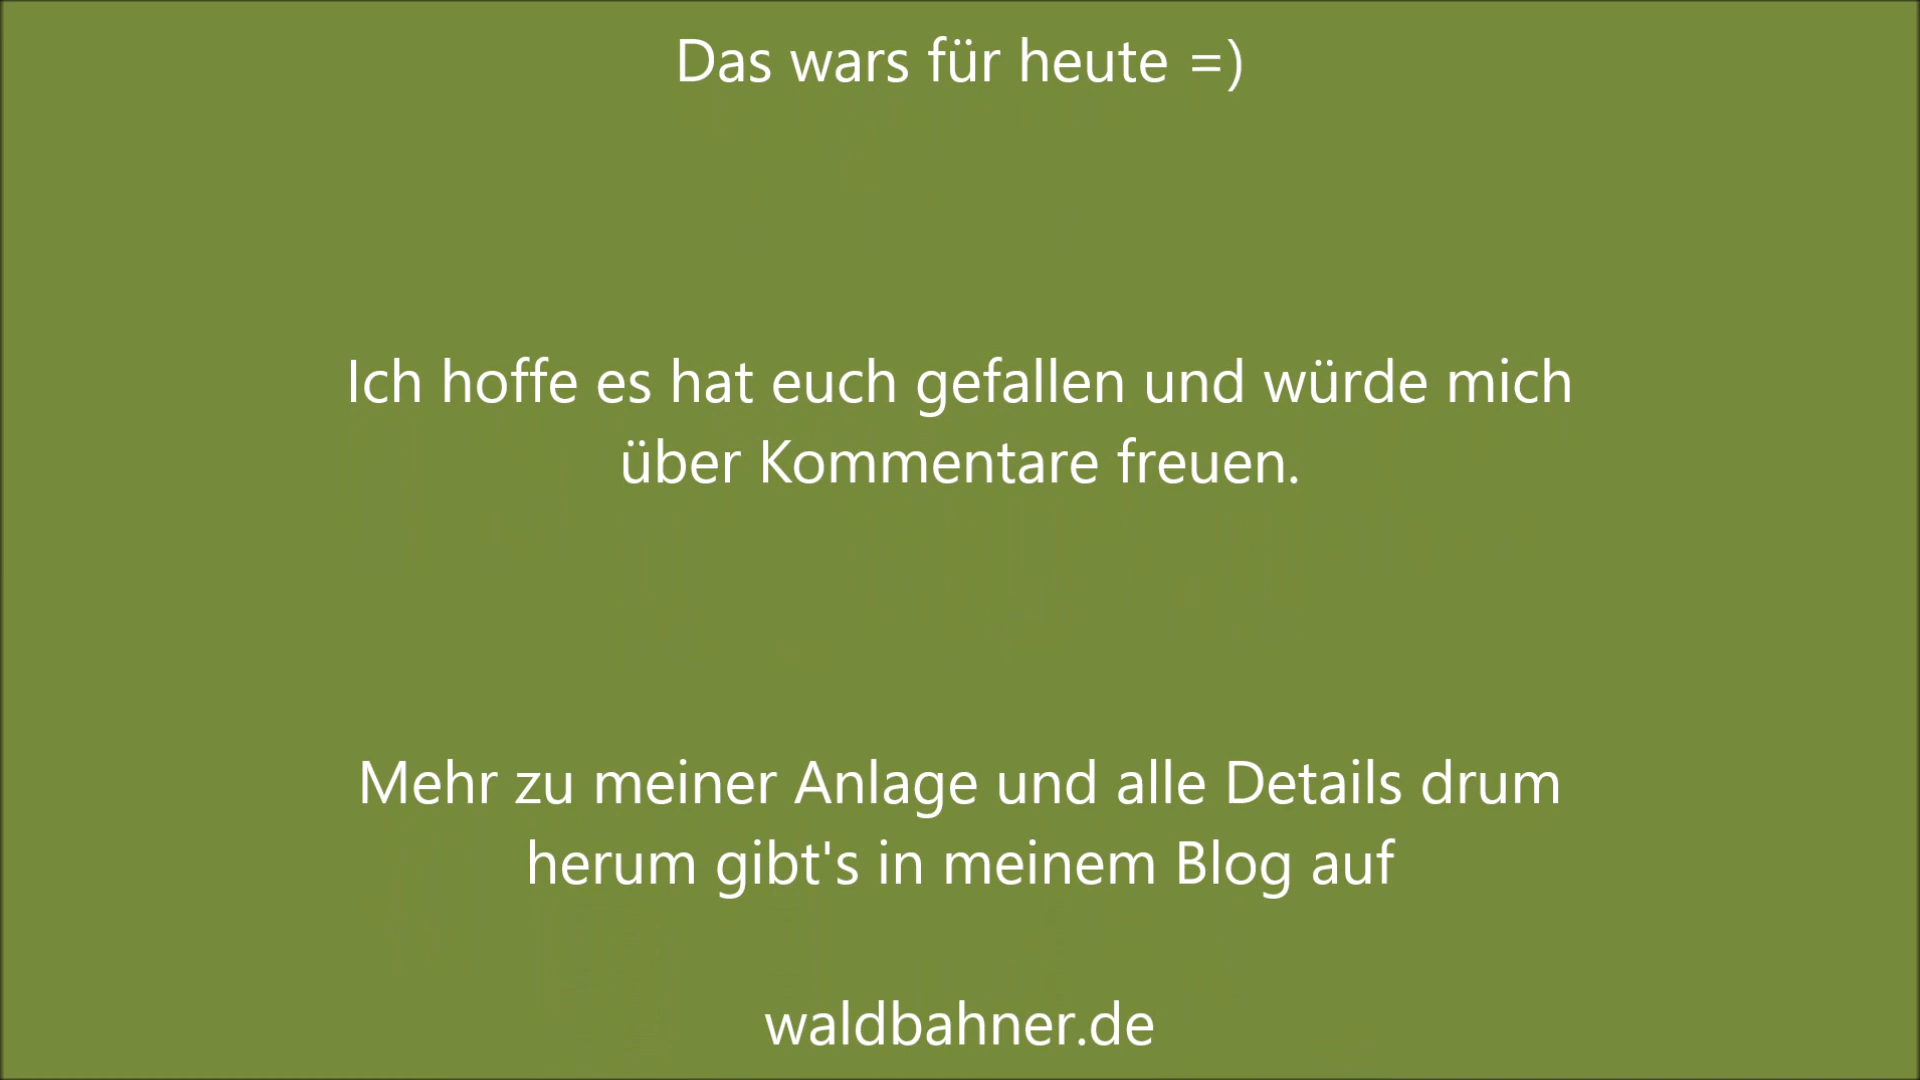 Das wars für heute =)
Ich hoffe es hat euch gefallen und würde mich
über Kommentare freuen.
Mehr zu meiner Anlage und alle Details drum
herum gibt's in meinem Blog auf
waldbahner.de